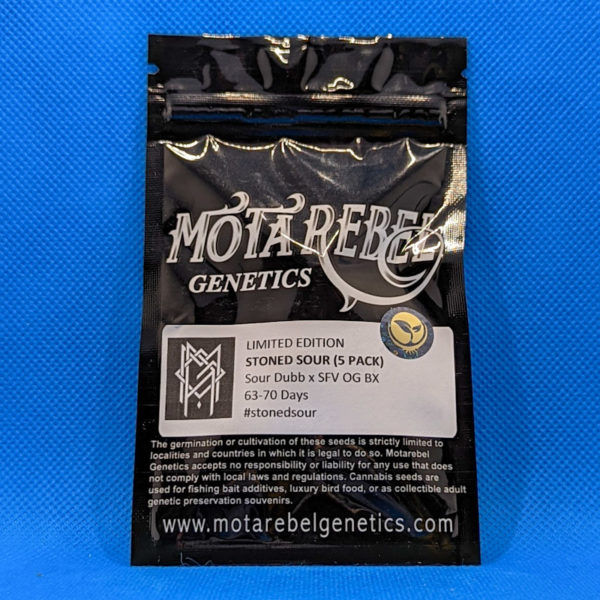 MOTA REBEL
GENETICS
LIMITED EDITION
STONED SOUR (5 PACK)
Sour Dubb x SFV OG BX
63-70 Days
#stonedsour
The germination or cultivation of these seeds is strictly limited to
localities and countries in which it is legal to do so. Motarebel
Genetics accepts no responsibility or liability for any use that does
not comply with local laws and regulations. Cannabis seeds are
used for fishing bait additives, luxury bird food, or as collectible adult
genetic preservation souvenirs.
www.motarebelgenetics.com